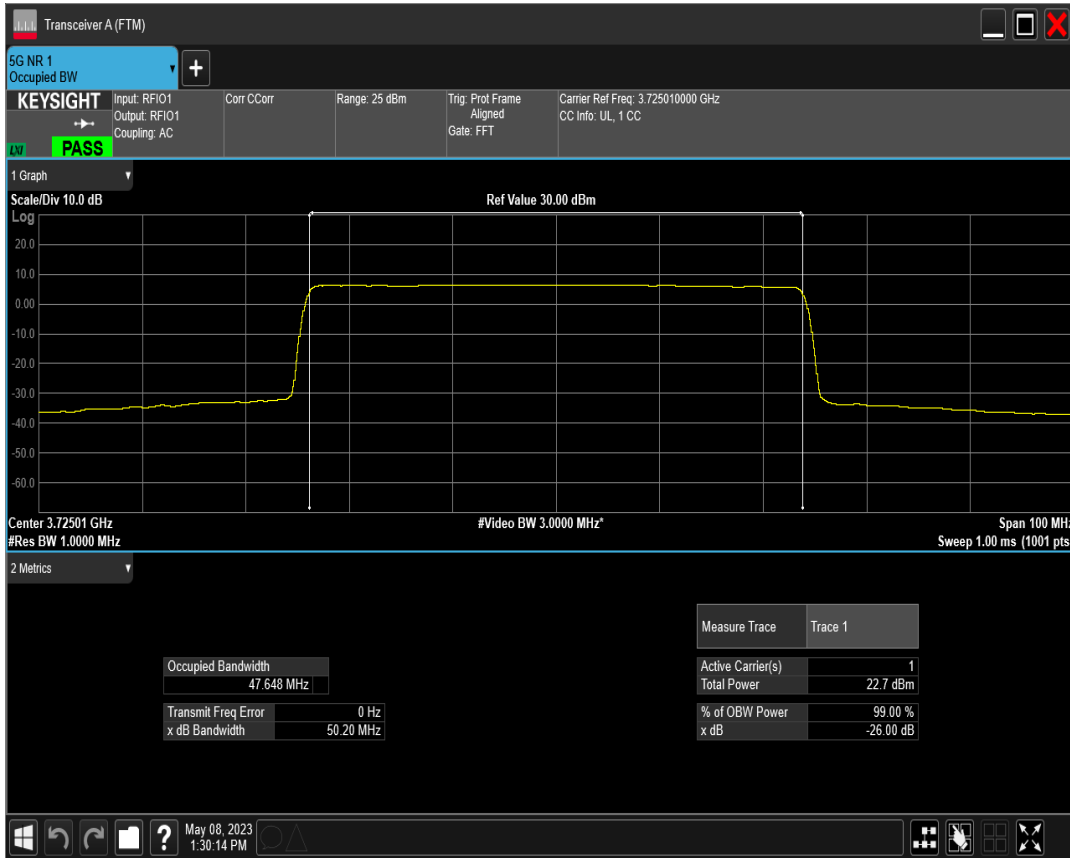 Transceiver A (FTM)
5G NR 1
Occupied BW
+
KEYSIGHT
LXI
PASS
Input: RFIO1
Output: RFIO1
Coupling: AC
Corr CCorr
Range: 25 dBm
Trig: Prot Frame
Aligned
Gate: FFT
Carrier Ref Freq: 3.725010000 GHz
CC Info: UL, 1 CC
1 Graph
Scale/Div 10.0 dB
Ref Value 30.00 dBm
Log
20.0
10.0
0.00
-10.0
-20.0
-30.0
-40.0
-50.0
-60.0
Center 3.72501 GHz
#Video BW 3.0000 MHz*
Span 100 MHz
#Res BW 1.0000 MHz
Sweep 1.00 ms (1001 pts
2 Metrics
Measure Trace Trace 1
Occupied Bandwidth
47.648 MHz
Active Carrier(s) 1
Total Power 22.7 dBm
Transmit Freq Error 0 Hz
x dB Bandwidth 50.20 MHz
% of OBW Power 99.00 %
x dB -26.00 dB
?
May 08, 2023
1:30:14 PM